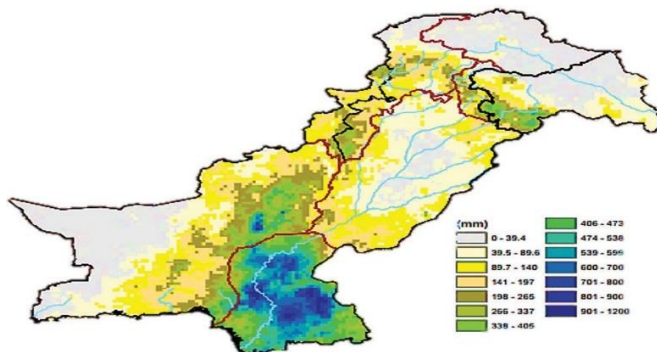 (mm)
0 - 39.4
39.5 - 89.6
89.7 - 140
141 - 197
198 - 265
266 - 337
338 - 405
406 - 473
474 - 538
539 - 599
600 - 700
701 - 800
801 - 900
901 - 1200